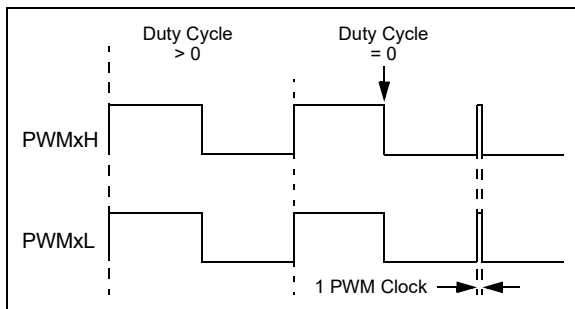 Duty Cycle
> 0
Duty Cycle
= 0
PWMxH
PWMxL
1 PWM Clock